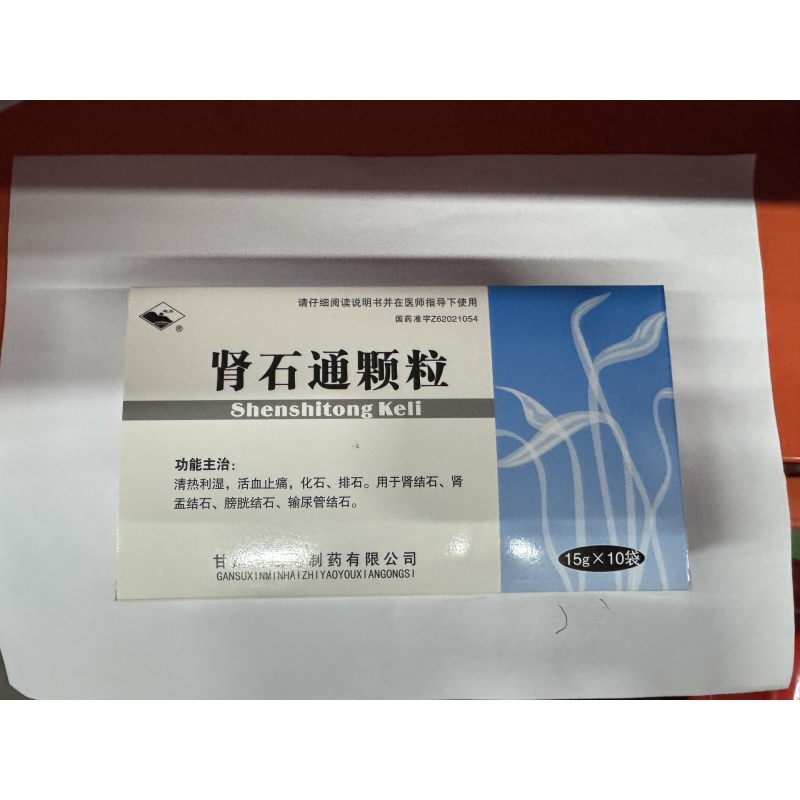 请仔细阅读说明书并在医师指导下使用
国药准字Z62021054
®
肾石通颗粒
Shenshitong Keli
功能主治：
清热利湿，活血止痛，化石、排石。用于肾结石、肾
盂结石、膀胱结石、输尿管结石。
甘 制药有限公司
GANSUXINMINHAIZHIYAOYOUXIANGONGSI
15g×10袋